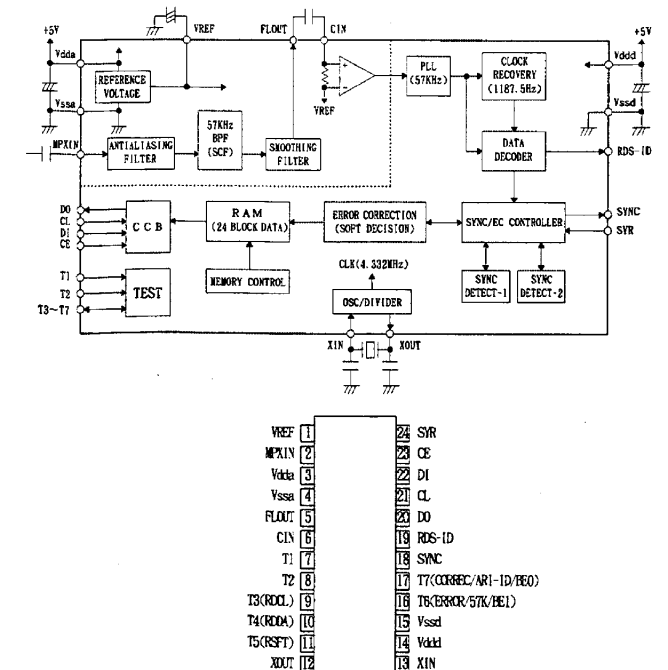 VREF
FLOUT
CIN
+5V
Vdda
REFERENCE
VOLTAGE
Vssa
VREF
PLL
(57KHz)
CLOCK
RECOVERY
(1187.5Hz)
+5V
Vddd
Vssd
MPXIN
ANTIALIASING
FILTER
57KHz
BPF
(SCF)
SMOOTHING
FILTER
DATA
DECODER
RDS-ID
DO
CL
DI
CE
CCB
RAM
(24 BLOCK DATA)
ERROR CORRECTION
(SOFT DECISION)
SYNC/EC CONTROLLER
SYNC
SYR
T1
T2
T3~T7
TEST
MEMORY CONTROL
CLK(4.332MHz)
OSC/DIVIDER
SYNC
DETECT-1
SYNC
DETECT-2
XIN
XOUT
VREF 1
24 SYR
MPXIN 2
23 CE
Vdda 3
22 DI
Vssa 4
21 CL
FLOUT 5
20 DO
CIN 6
19 RDS-ID
T1 7
18 SYNC
T2 8
17 T7(CORREC/ARI-ID/BE0)
T3(RDCL) 9
16 T6(ERROR/57K/BE1)
T4(RDDA) 10
15 Vssd
T5(RSFT) 11
14 Vddd
XOUT 12
13 XIN